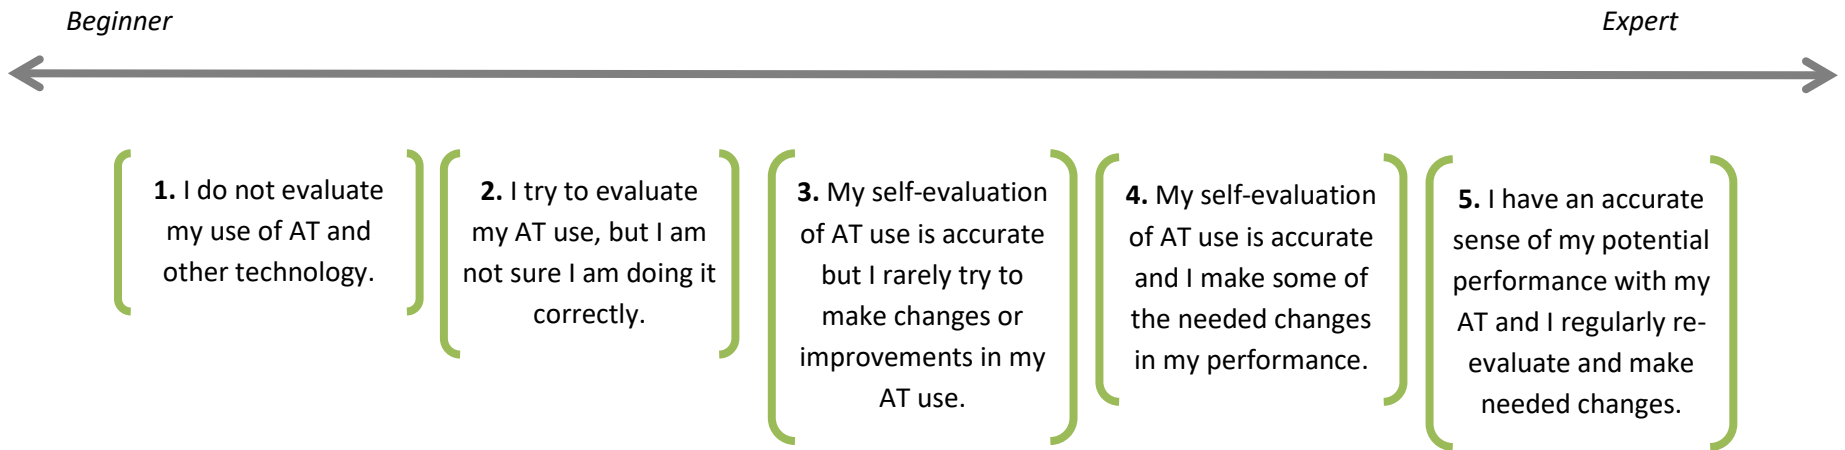 Beginner
Expert
1. I do not evaluate
my use of AT and
other technology.
2. I try to evaluate
my AT use, but I am
not sure I am doing it
correctly.
3. My self-evaluation
of AT use is accurate
but I rarely try to
make changes or
improvements in my
AT use.
4. My self-evaluation
of AT use is accurate
and I make some of
the needed changes
in my performance.
5. I have an accurate
sense of my potential
performance with my
AT and I regularly re-
evaluate and make
needed changes.